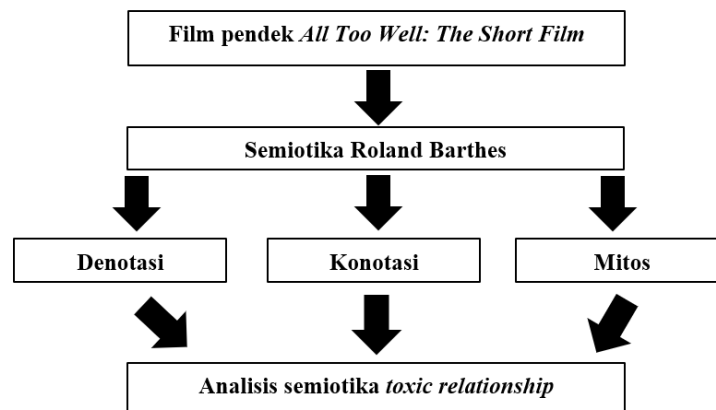 Film pendek All Too Well: The Short Film
Semiotika Roland Barthes
Denotasi
Konotasi
Mitos
Analisis semiotika toxic relationship